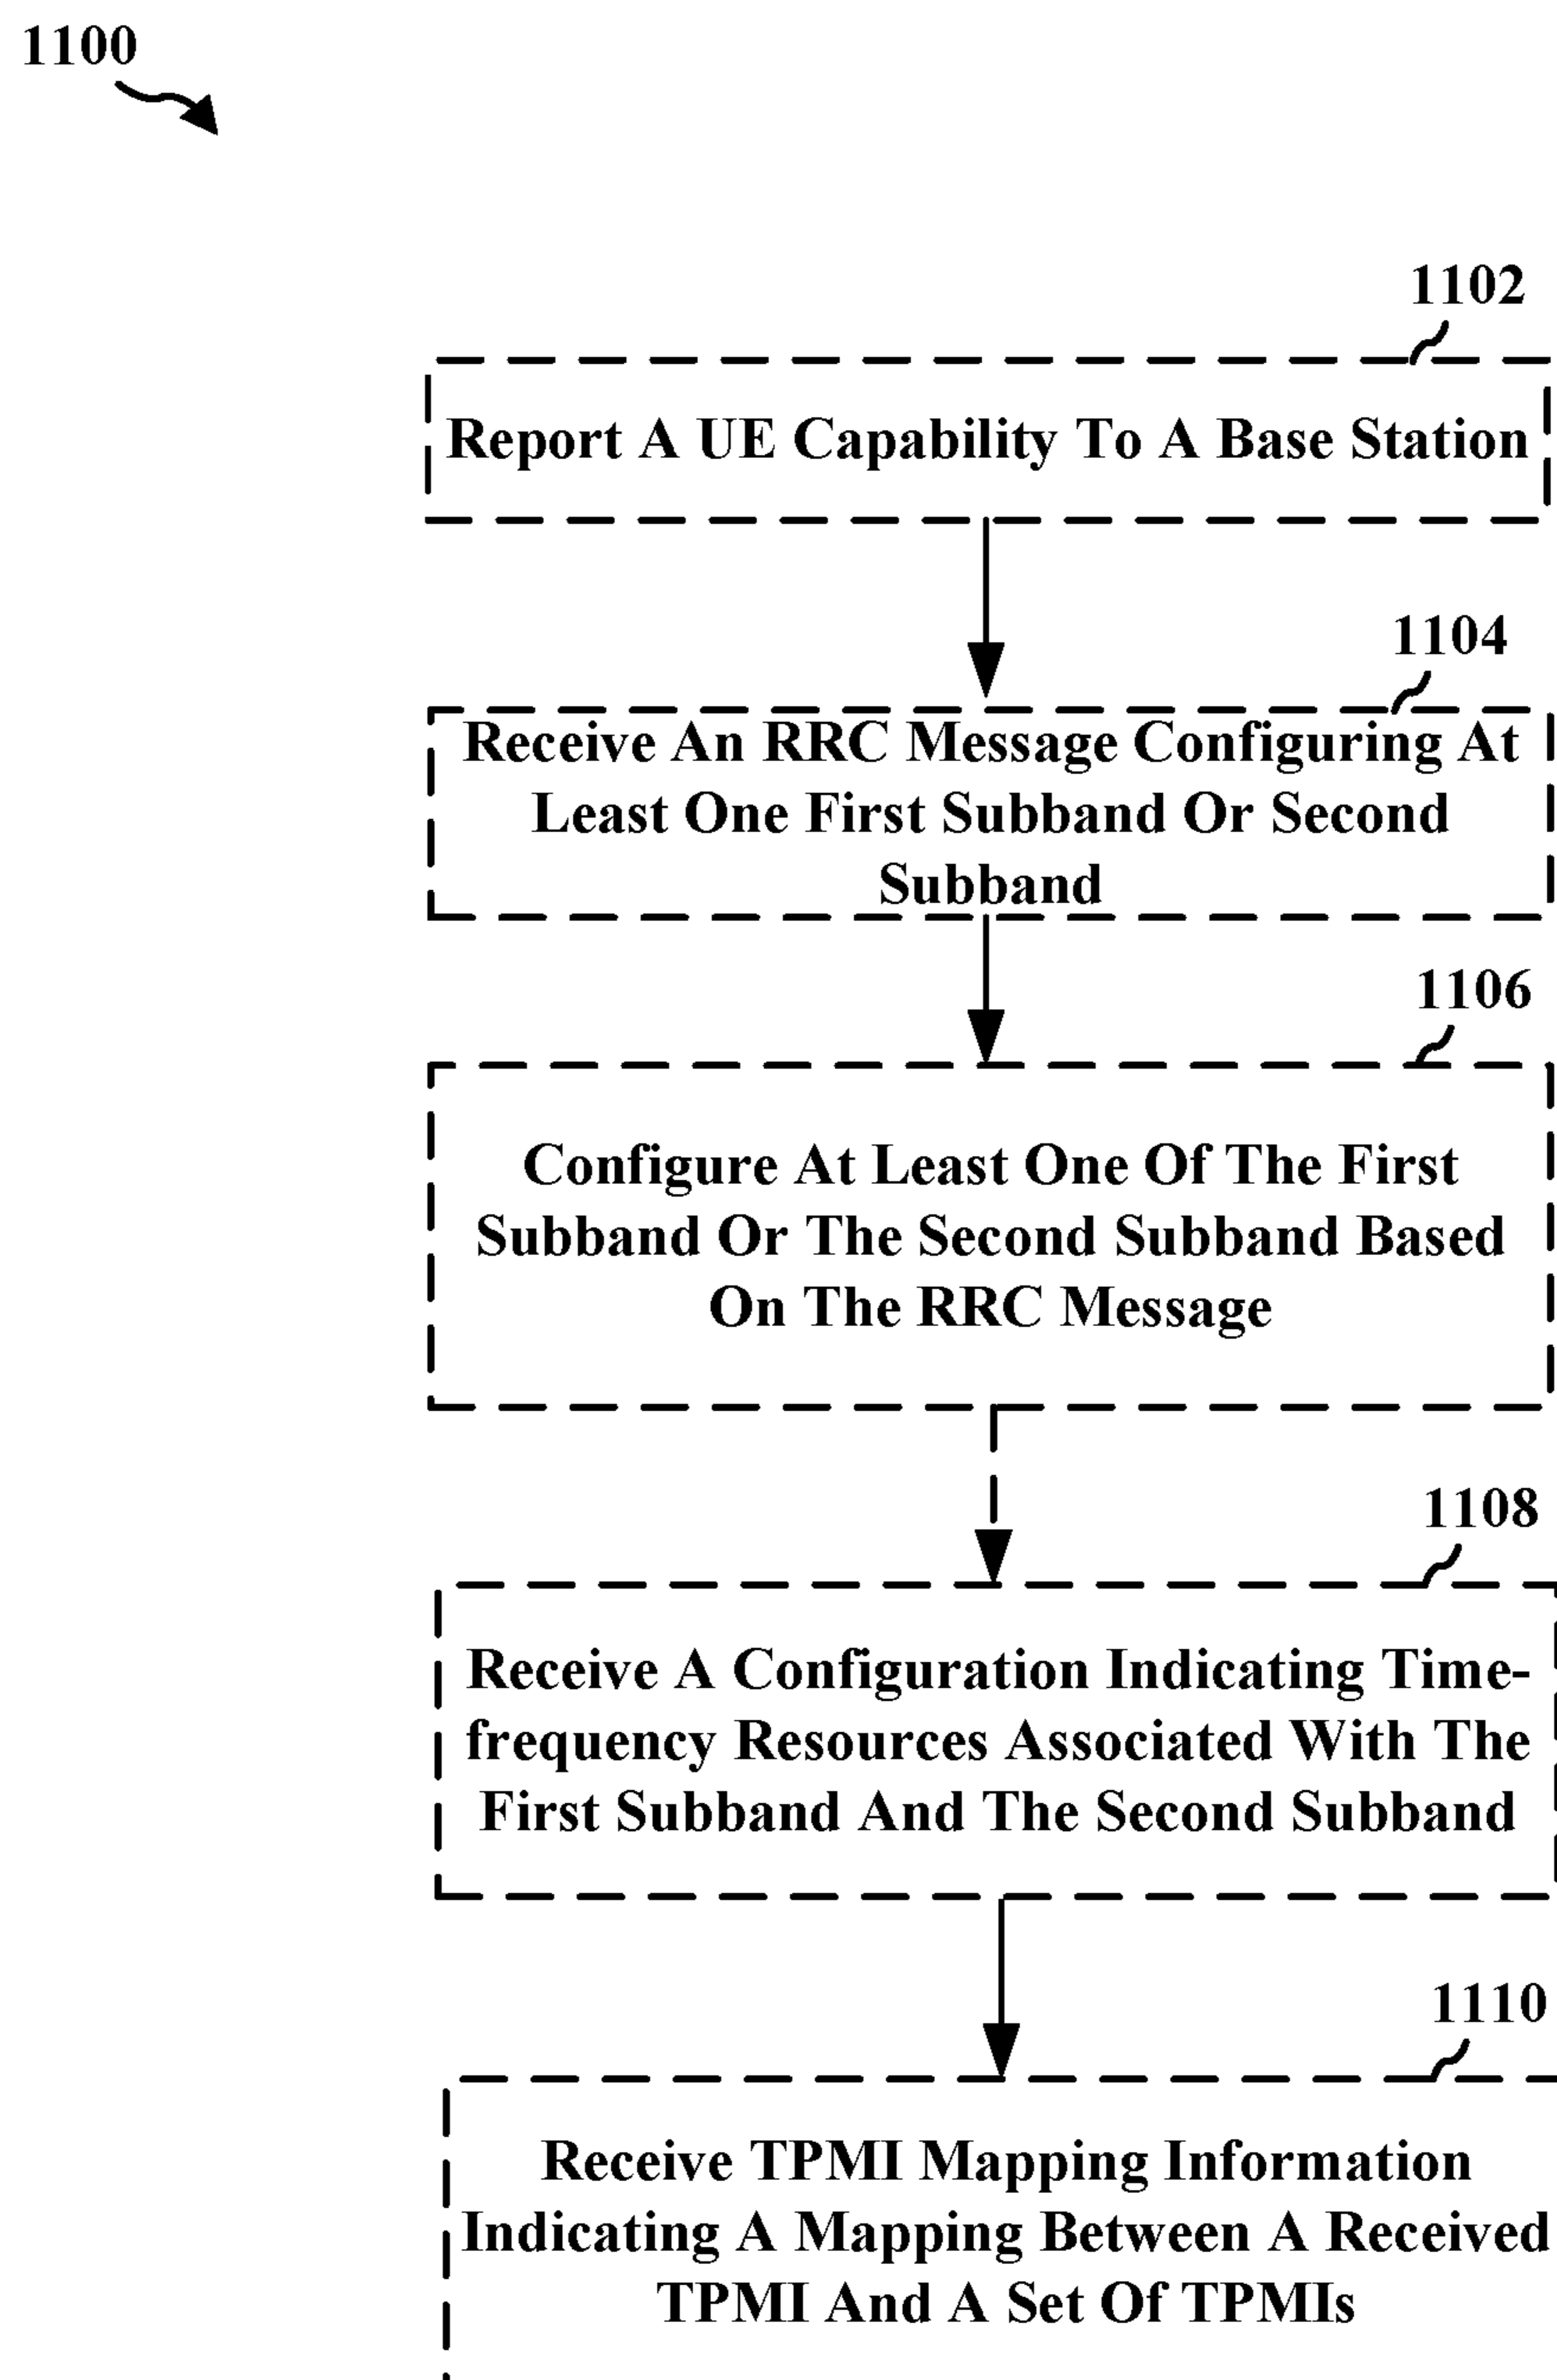 1100
1102
Report A UE Capability To A Base Station
1104
Receive An RRC Message Configuring At
Least One First Subband Or Second
Subband
1106
Configure At Least One Of The First
Subband Or The Second Subband Based
On The RRC Message
1108
Receive A Configuration Indicating Time-
frequency Resources Associated With The
First Subband And The Second Subband
1110
Receive TPMI Mapping Information
Indicating A Mapping Between A Received
TPMI And A Set Of TPMIs